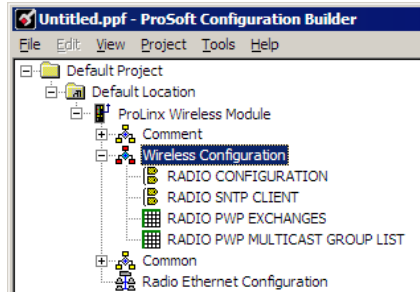 Untitled.ppf - ProSoft Configuration Builder
File Edit View Project Tools Help
Default Project
Default Location
ProLinx Wireless Module
Comment
Wireless Configuration
RADIO CONFIGURATION
RADIO SNTP CLIENT
RADIO PWP EXCHANGES
RADIO PWP MULTICAST GROUP LIST
Common
Radio Ethernet Configuration